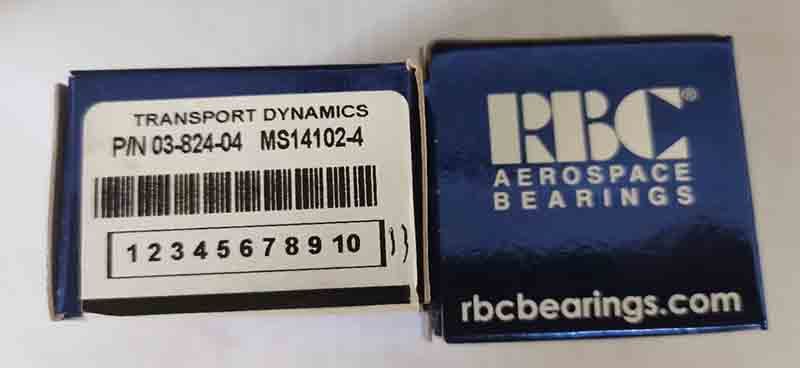 TRANSPORT DYNAMICS
P/N 03-824-04 MS14102-4
1 2 3 4 5 6 7 8 9 10
RBC®
AEROSPACE
BEARINGS
rbcbearings.com